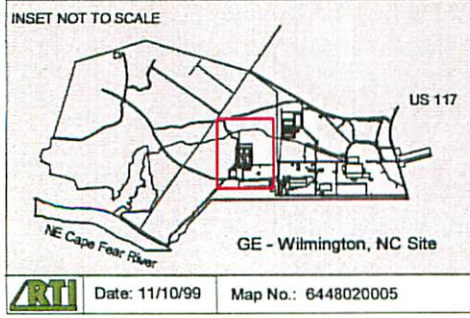 INSET NOT TO SCALE
US 117
NE Cape Fear River
GE - Wilmington, NC Site
RTI
Date: 11/10/99
Map No.: 6448020005